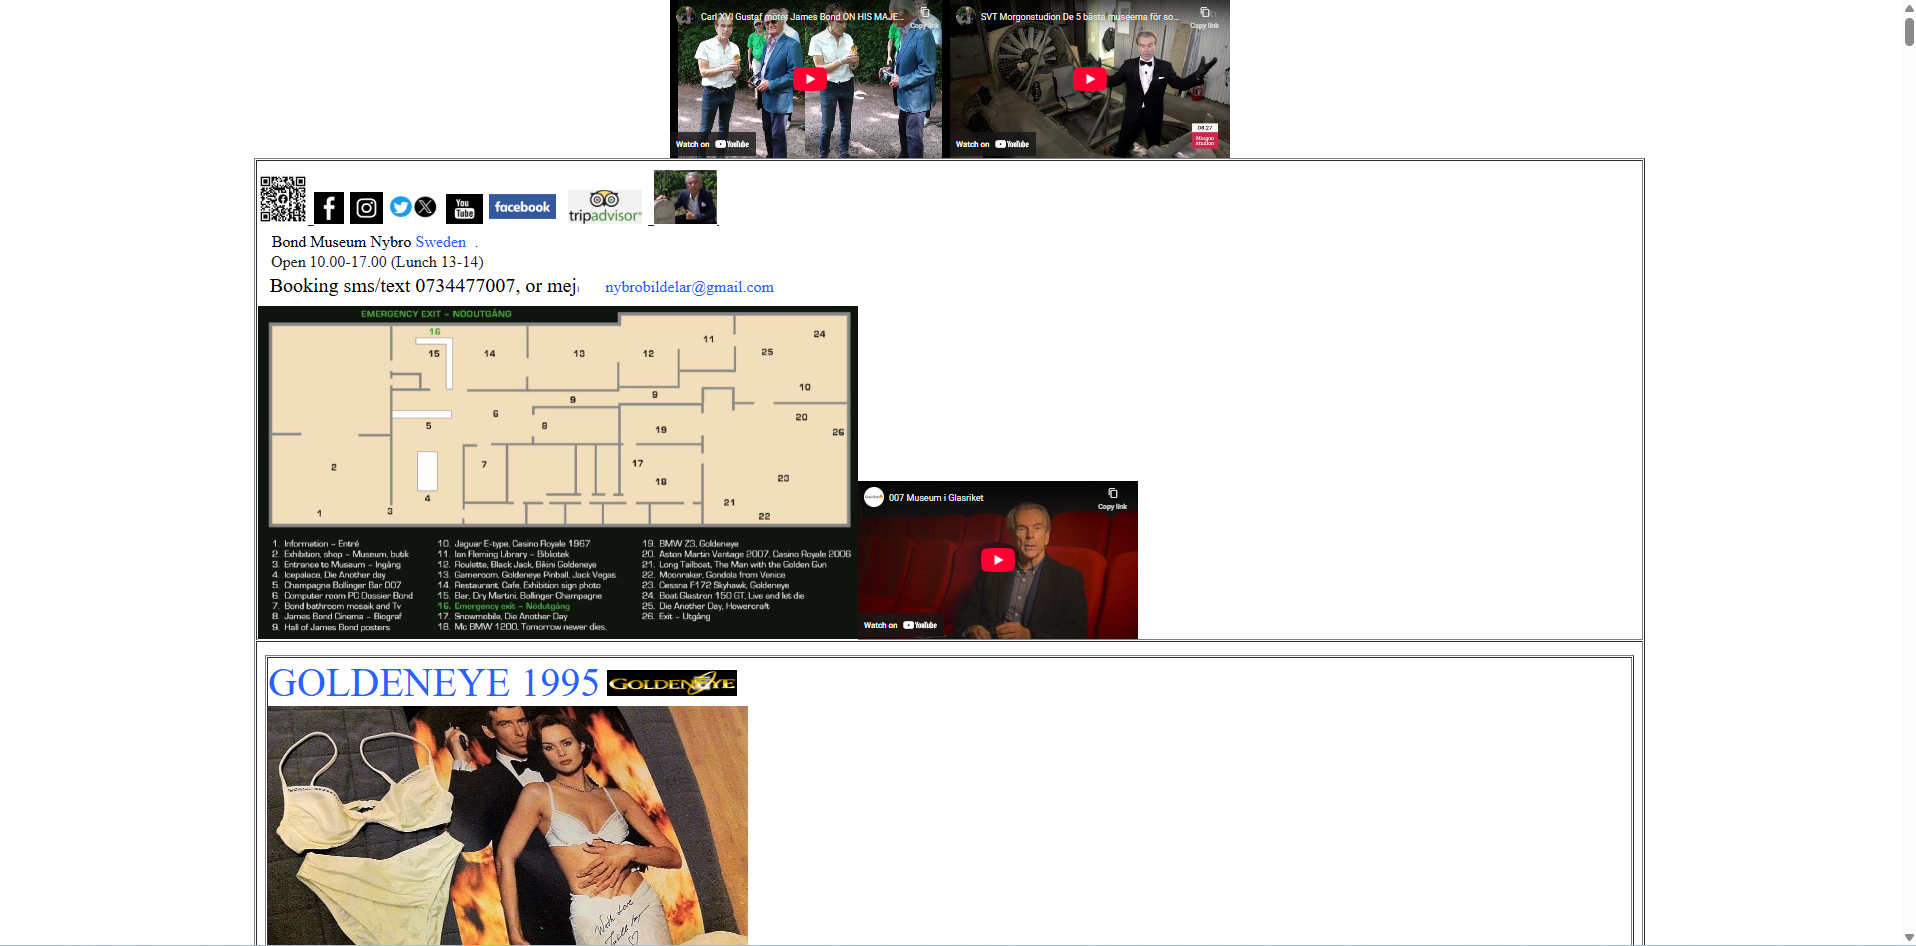 Carl XVI Gustaf möter James Bond ON HIS MAJE...
Copy link
Watch on YouTube
SVT Morgonstudion De 5 bästa museerna för so...
Copy link
08:27
Morgon
studion
Watch on YouTube
You
Tube
facebook
tripadvisor
Bond Museum Nybro Sweden .
Open 10.00-17.00 (Lunch 13-14)
Booking sms/text 0734477007, or mejl nybrobildelar@gmail.com
EMERGENCY EXIT – NÖDUTGÅNG
16
15 14 13 12 11 25 24
10
9 9
6 8 5 19 20 26
7 17 18 23
2 4
1 3 21 22
1. Information – Entré
2. Exhibition, shop – Museum, butik
3. Entrance to Museum – Ingång
4. Icepalace, Die Another day
5. Champagne Bollinger Bar 007
6. Computer room PC Dossier Bond
7. Bond bathroom mosaik and Tv
8. James Bond Cinema – Biograf
9. Hall of James Bond posters
10. Jaguar E-type, Casino Royale 1967
11. Ian Fleming Library – Bibliotek
12. Roulette, Black Jack, Bikini Goldeneye
13. Gameroom, Goldeneye Pinball, Jack Vegas
14. Restaurant, Cafe, Exhibition sign photo
15. Bar, Dry Martini, Bollinger Champagne
16. Emergency exit – Nödutgång
17. Snowmobile, Die Another Day
18. Mc BMW 1200, Tomorrow newer dies,
19. BMW Z3, Goldeneye
20. Aston Martin Vantage 2007, Casino Royale 2006
21. Long Tailboat, The Man with the Golden Gun
22. Moonraker, Gondola from Venice
23. Cessna F172 Skyhawk, Goldeneye
24. Boat Glastron 150 GT, Live and let die
25. Die Another Day, Howercraft
26. Exit – Utgång
007 Museum i Glasriket
Copy link
Watch on YouTube
GOLDENEYE 1995 GOLDENEYE
With Love